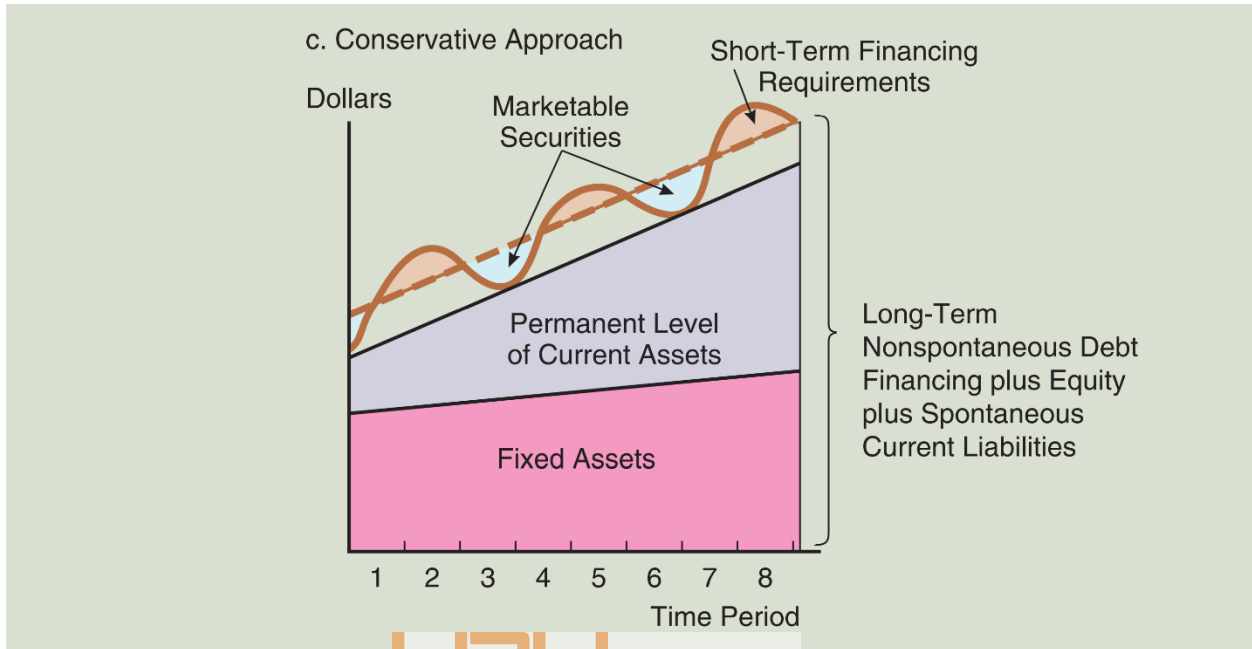 c. Conservative Approach
Short-Term Financing
Requirements
Dollars
Marketable
Securities
Permanent Level
of Current Assets
Fixed Assets
Long-Term
Nonspontaneous Debt
Financing plus Equity
plus Spontaneous
Current Liabilities
1 2 3 4 5 6 7 8
Time Period